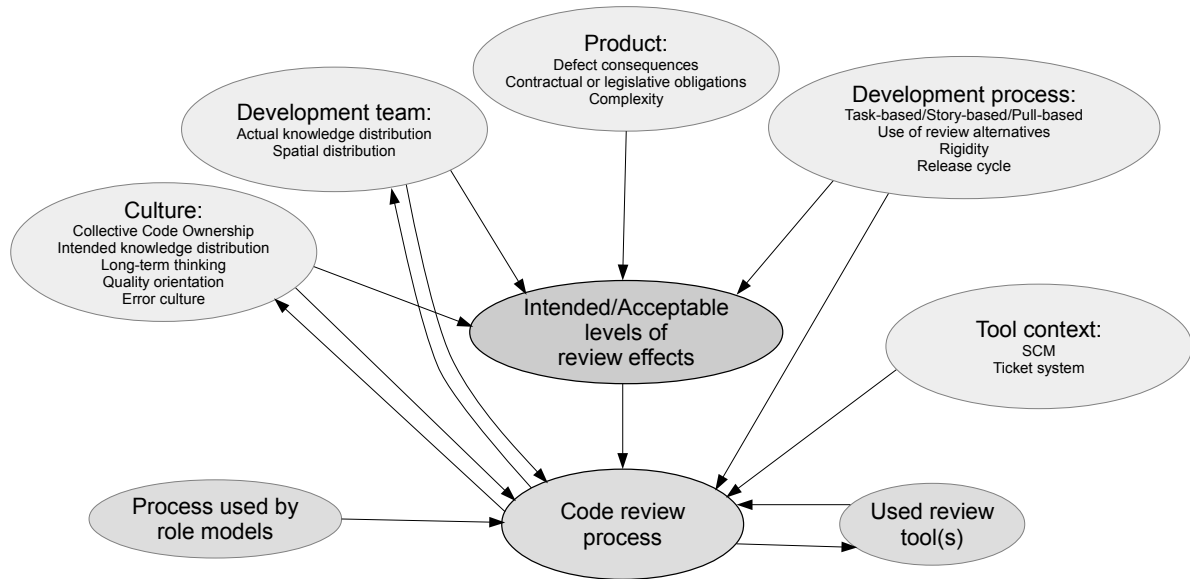 Product:
Defect consequences
Contractual or legislative obligations
Complexity
Development team:
Actual knowledge distribution
Spatial distribution
Development process:
Task-based/Story-based/Pull-based
Use of review alternatives
Rigidity
Release cycle
Culture:
Collective Code Ownership
Intended knowledge distribution
Long-term thinking
Quality orientation
Error culture
Intended/Acceptable
levels of
review effects
Tool context:
SCM
Ticket system
Process used by
role models
Code review
process
Used review
tool(s)